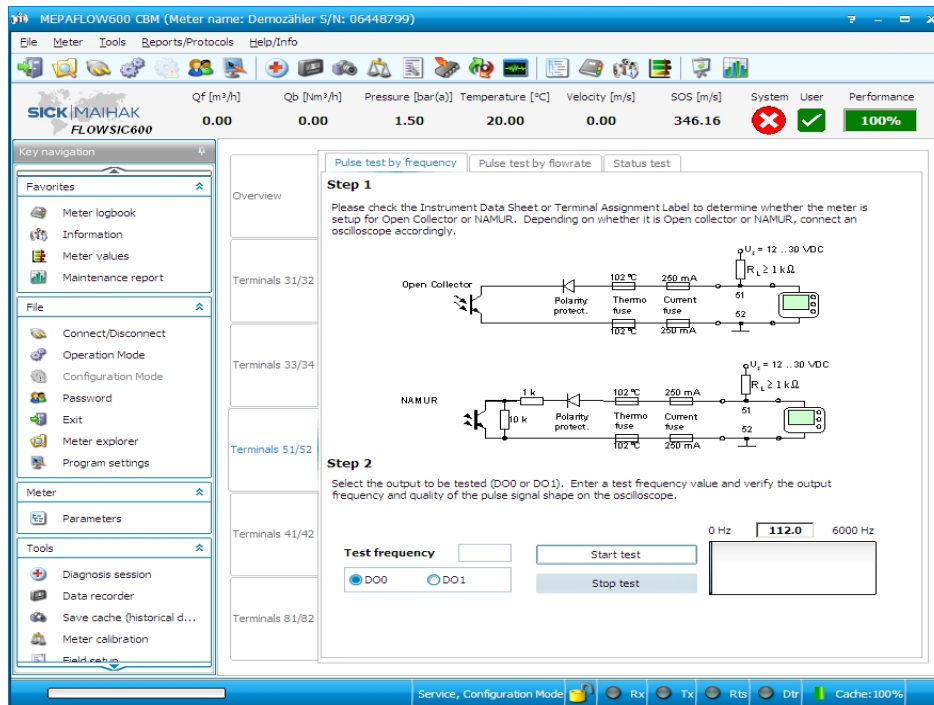 MEPAFLOW600 CBM (Meter name: Demozähler S/N: 06448799)
File Meter Tools Reports/Protocols Help/Info
SICK MAIHAK
FLOWSIC600
Qf [m³/h] Qb [Nm³/h] Pressure [bar(a)] Temperature [°C] Velocity [m/s] SOS [m/s] System User Performance
0.00 0.00 1.50 20.00 0.00 346.16 100%
Key navigation
Favorites
Meter logbook
Information
Meter values
Maintenance report
File
Connect/Disconnect
Operation Mode
Configuration Mode
Password
Exit
Meter explorer
Program settings
Meter
Parameters
Tools
Diagnosis session
Data recorder
Save cache (historical d...
Meter calibration
Field setup
Overview
Terminals 31/32
Terminals 33/34
Terminals 51/52
Terminals 41/42
Terminals 81/82
Pulse test by frequency Pulse test by flowrate Status test
Step 1
Please check the Instrument Data Sheet or Terminal Assignment Label to determine whether the meter is
setup for Open Collector or NAMUR. Depending on whether it is Open collector or NAMUR, connect an
oscilloscope accordingly.
Us = 12 .. 30 VDC
RL ≥ 1 kΩ
Open Collector
102 °C 250 mA
Polarity protect. Thermo fuse Current fuse
51
52
102 °C 250 mA
Us = 12 .. 30 VDC
RL ≥ 1 kΩ
NAMUR
1 k 102 °C 250 mA
10 k
Polarity protect. Thermo fuse Current fuse
51
52
102 °C 250 mA
Step 2
Select the output to be tested (DO0 or DO1). Enter a test frequency value and verify the output
frequency and quality of the pulse signal shape on the oscilloscope.
0 Hz 112.0 6000 Hz
Test frequency Start test
DO0 DO1 Stop test
Service, Configuration Mode Rx Tx Rts Dtr Cache:100%